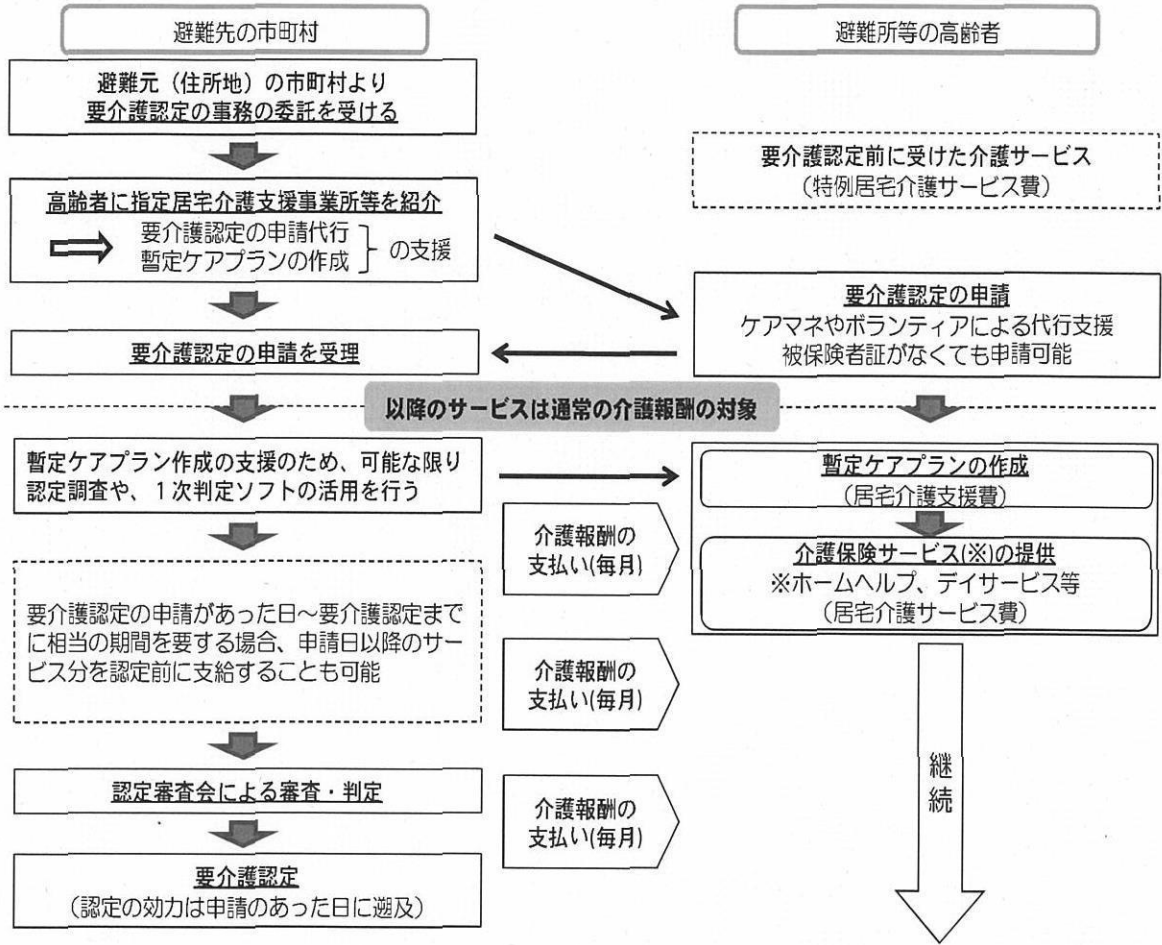 避難先の市町村
避難元（住所地）の市町村より
要介護認定の事務の委託を受ける
高齢者に指定居宅介護支援事業所等を紹介
要介護認定の申請代行
暫定ケアプランの作成
の支援
要介護認定の申請を受理
避難所等の高齢者
要介護認定前に受けた介護サービス
（特例居宅介護サービス費）
要介護認定の申請
ケアマネやボランティアによる代行支援
被保険者証がなくても申請可能
以降のサービスは通常の介護報酬の対象
暫定ケアプラン作成の支援のため、可能な限り
認定調査や、１次判定ソフトの活用を行う
要介護認定の申請があった日～要介護認定まで
に相当の期間を要する場合、申請日以降のサー
ビス分を認定前に支給することも可能
認定審査会による審査・判定
要介護認定
（認定の効力は申請のあった日に遡及）
介護報酬の
支払い(毎月)
介護報酬の
支払い(毎月)
介護報酬の
支払い(毎月)
暫定ケアプランの作成
（居宅介護支援費）
介護保険サービス(※)の提供
※ホームヘルプ、デイサービス等
（居宅介護サービス費）
継続